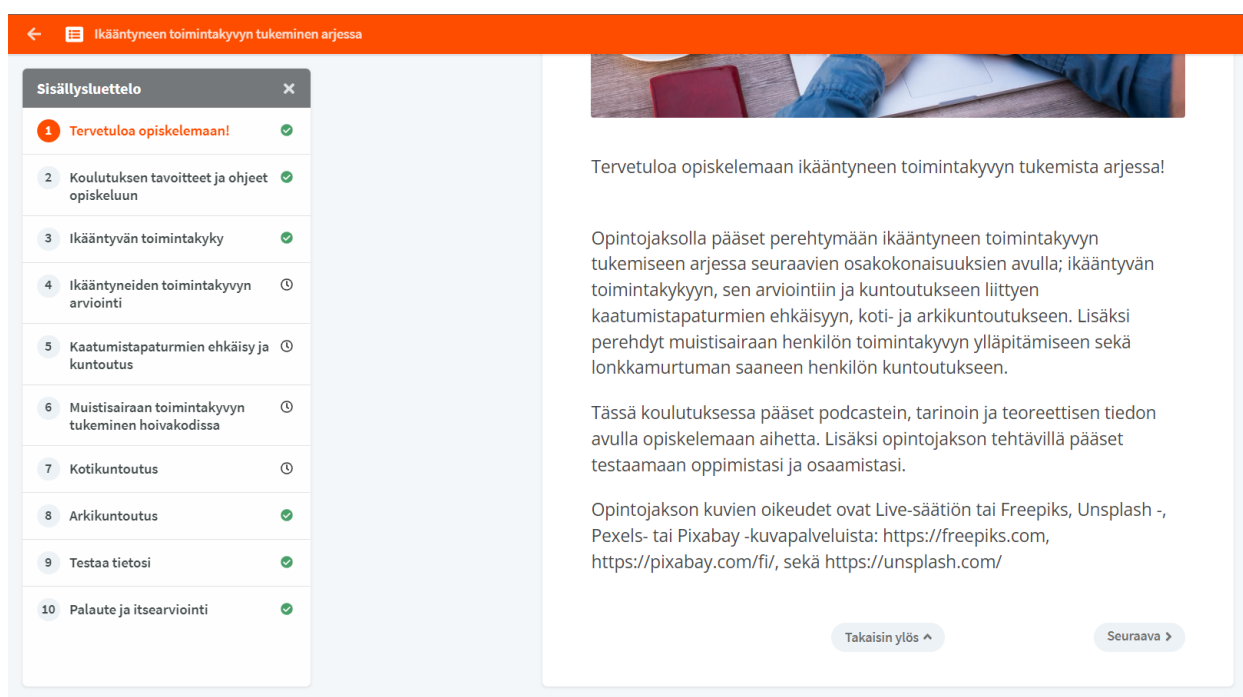 Ikääntyneen toimintakyvyn tukeminen arjessa
Sisällysluettelo
1 Tervetuloa opiskelemaan!
2 Koulutuksen tavoitteet ja ohjeet
opiskeluun
3 Ikääntyvän toimintakyky
4 Ikääntyneiden toimintakyvyn
arviointi
5 Kaatumistapaturmien ehkäisy ja
kuntoutus
6 Muistisairaan toimintakyvyn
tukeminen hoivakodissa
7 Kotikuntoutus
8 Arkikuntoutus
9 Testaa tietosi
10 Palaute ja itsearviointi
Tervetuloa opiskelemaan ikääntyneen toimintakyvyn tukemista arjessa!
Opintojaksolla pääset perehtymään ikääntyneen toimintakyvyn
tukemiseen arjessa seuraavien osakokonaisuuksien avulla; ikääntyvän
toimintakykyyn, sen arviointiin ja kuntoutukseen liittyen
kaatumistapaturmien ehkäisyyn, koti- ja arkikuntoutukseen. Lisäksi
perehdyt muistisairaan henkilön toimintakyvyn ylläpitämiseen sekä
lonkkamurtuman saaneen henkilön kuntoutukseen.
Tässä koulutuksessa pääset podcastein, tarinoin ja teoreettisen tiedon
avulla opiskelemaan aihetta. Lisäksi opintojakson tehtävillä pääset
testaamaan oppimistasi ja osaamistasi.
Opintojakson kuvien oikeudet ovat Live-säätiön tai Freepiks, Unsplash -,
Pexels- tai Pixabay -kuvapalveluista: https://freepiks.com,
https://pixabay.com/fi/, sekä https://unsplash.com/
Takaisin ylös
Seuraava